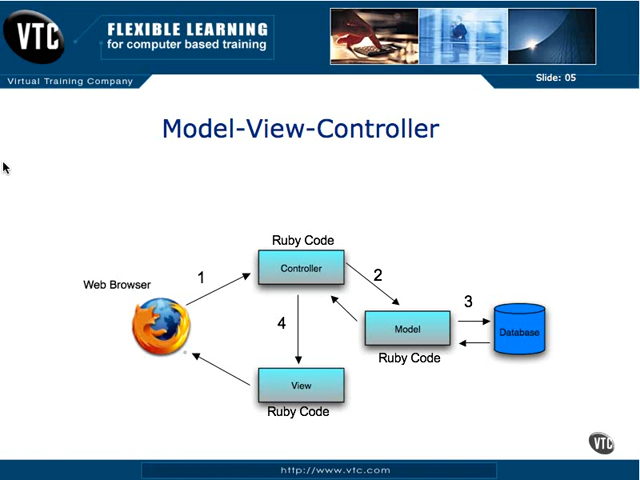 VTC
FLEXIBLE LEARNING
for computer based training
Virtual Training Company
Slide: 05
Model-View-Controller
Ruby Code
Controller
1
2
Web Browser
3
4
Model
Database
Ruby Code
View
Ruby Code
VTC
http://www.vtc.com